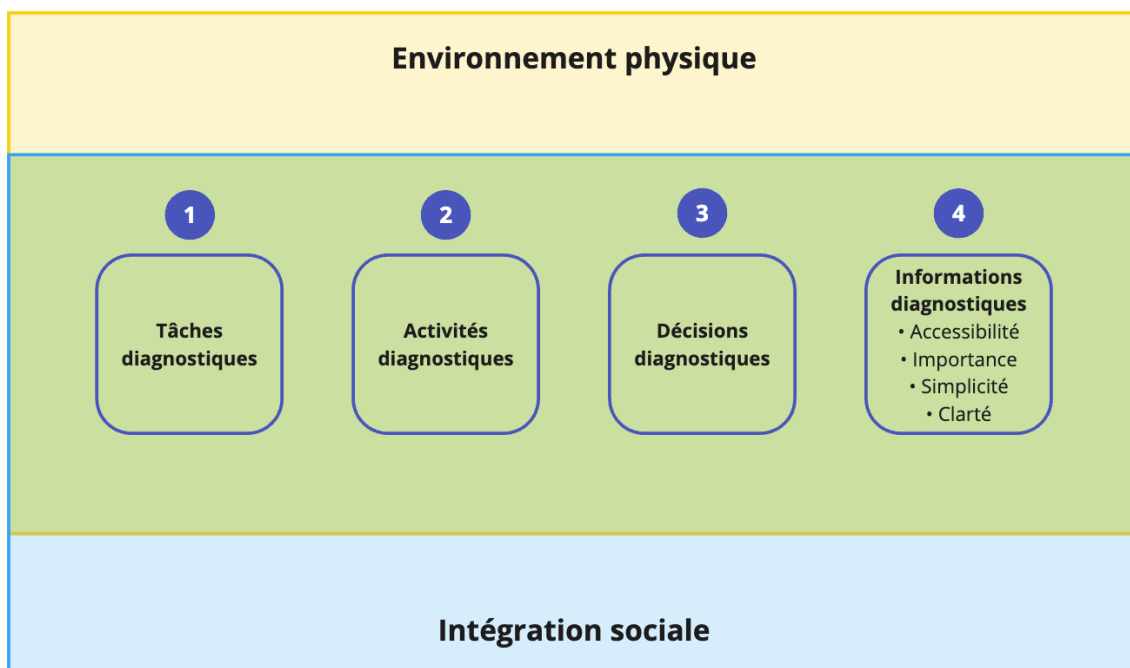 Environnement physique
1
2
3
4
Tâches
diagnostiques
Activités
diagnostiques
Décisions
diagnostiques
Informations
diagnostiques
• Accessibilité
• Importance
• Simplicité
• Clarté
Intégration sociale